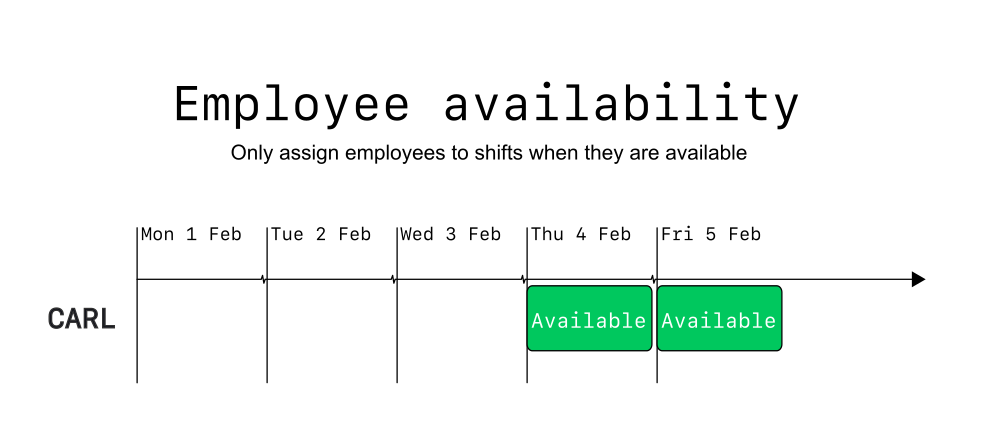 Employee availability
Only assign employees to shifts when they are available
Mon 1 Feb Tue 2 Feb Wed 3 Feb Thu 4 Feb Fri 5 Feb
CARL Available Available